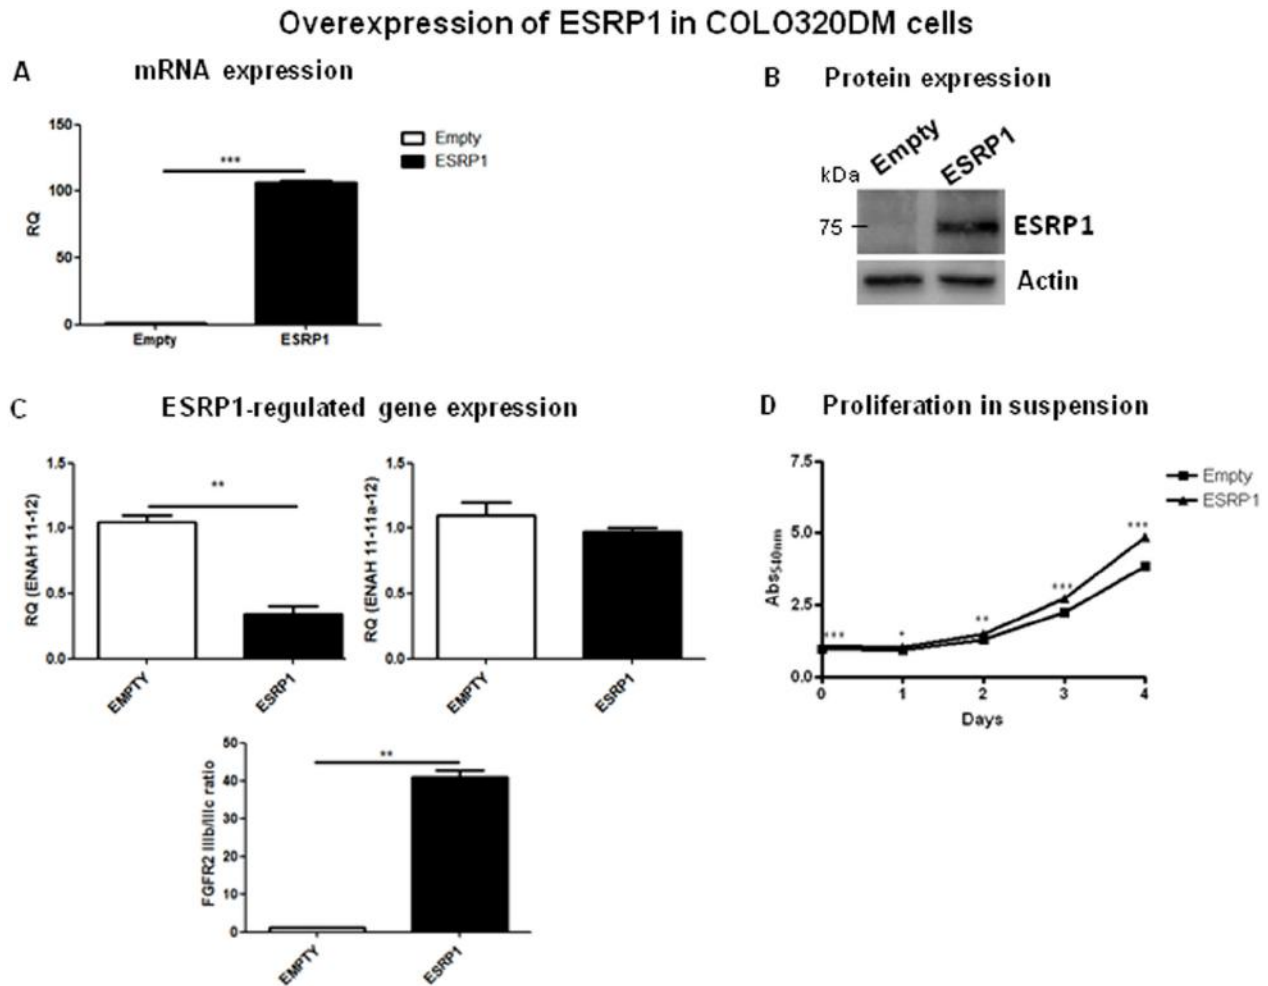 Overexpression of ESRP1 in COLO320DM cells
A mRNA expression
150
100
50
0
RQ
***
Empty
ESRP1
Empty ESRP1
B Protein expression
Empty ESRP1
kDa
75
ESRP1
Actin
C ESRP1-regulated gene expression
1.5
1.0
0.5
0.0
RQ (ENAH 11-12)
**
EMPTY ESRP1
1.5
1.0
0.5
0.0
RQ (ENAH 11-11a-12)
EMPTY ESRP1
50
40
30
20
10
0
FGFR2 IIIb/IIIc ratio
**
EMPTY ESRP1
D Proliferation in suspension
7.5
5.0
2.5
0.0
Abs540nm
*** * ** *** ***
Empty
ESRP1
0 1 2 3 4
Days